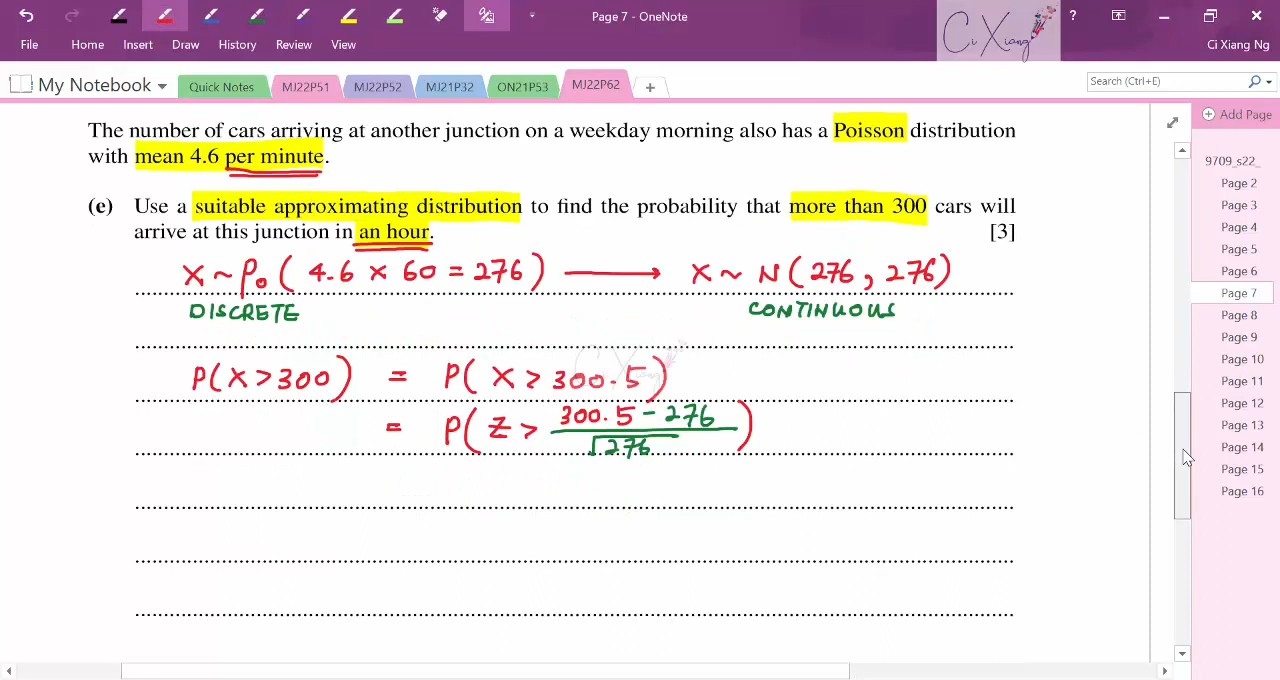 Page 7 - OneNote
Ci Xiang
?
File Home Insert Draw History Review View
Ci Xiang Ng
My Notebook
Quick Notes
MJ22P51
MJ22P52
MJ21P32
ON21P53
MJ22P62
+
Search (Ctrl+E)
Add Page
The number of cars arriving at another junction on a weekday morning also has a Poisson distribution
with mean 4.6 per minute.
(e) Use a suitable approximating distribution to find the probability that more than 300 cars will
arrive at this junction in an hour. [3]
X ~ Po ( 4.6 × 60 = 276 ) → X ~ N ( 276 , 276 )
DISCRETE CONTINUOUS
P( X > 300 ) = P( X ≥ 300.5 )
Ci Xiang
= P( Z > (300.5 - 276)/√276 )
9709_s22_
Page 2
Page 3
Page 4
Page 5
Page 6
Page 7
Page 8
Page 9
Page 10
Page 11
Page 12
Page 13
Page 14
Page 15
Page 16